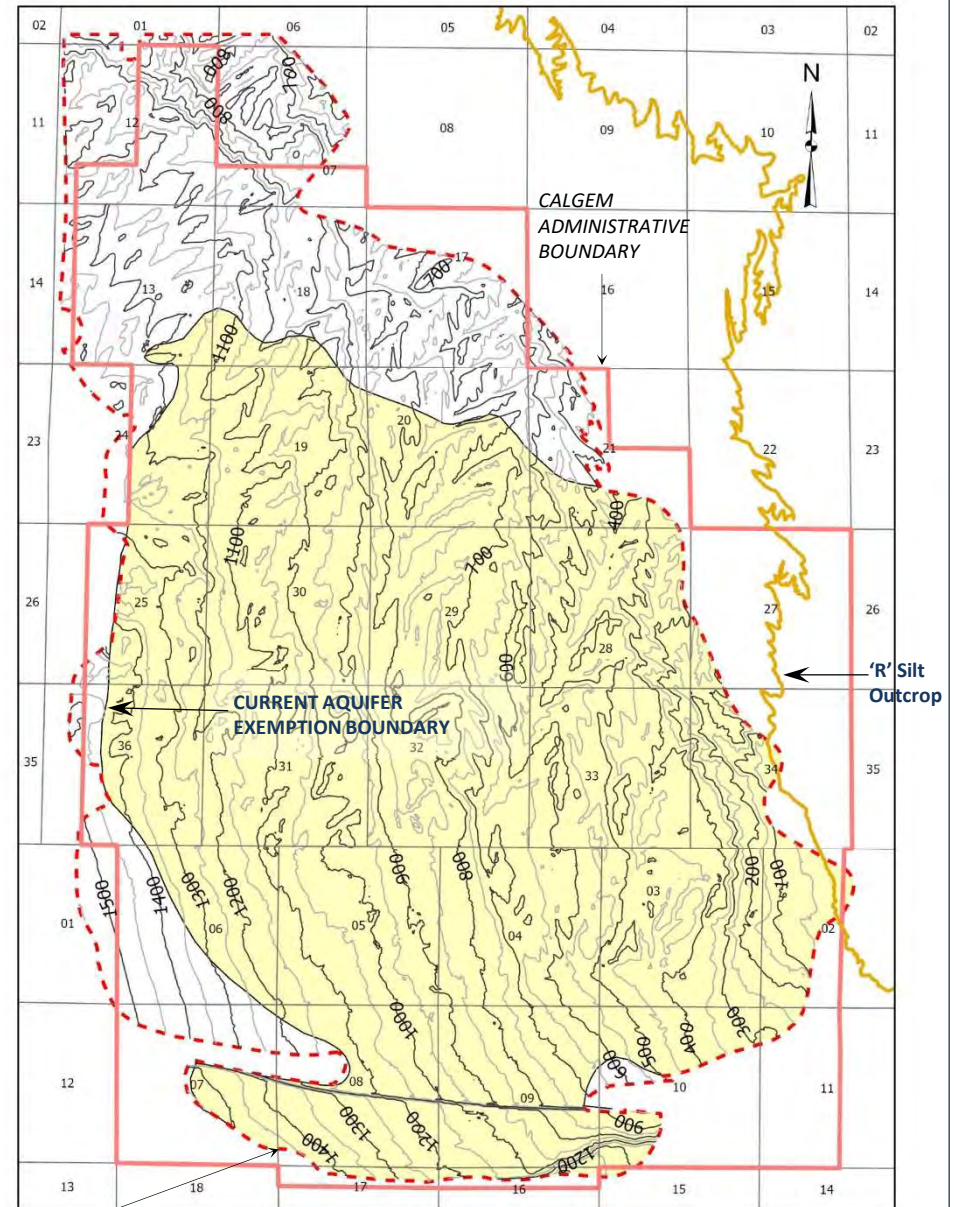 02 01 06 05 04 03 02
800
700
800
N
11 12 08 09 10 11
07
CALGEM
ADMINISTRATIVE
BOUNDARY
17
700
14 13 18 16 15 14
1100
20
24 19 21 22 23
23
400
1100
700
26 25 30 29 28 27 26
600
'R' Silt
Outcrop
CURRENT AQUIFER
EXEMPTION BOUNDARY
36 32
35 31 33 34 35
1500
1400
1300
1200
900
800
200
100
03
01 06 05 04 02
1000
300
400
500
600
12 07 08 09 10 11
1400
1300
1200
900
1200
13 18 17 16 15 14